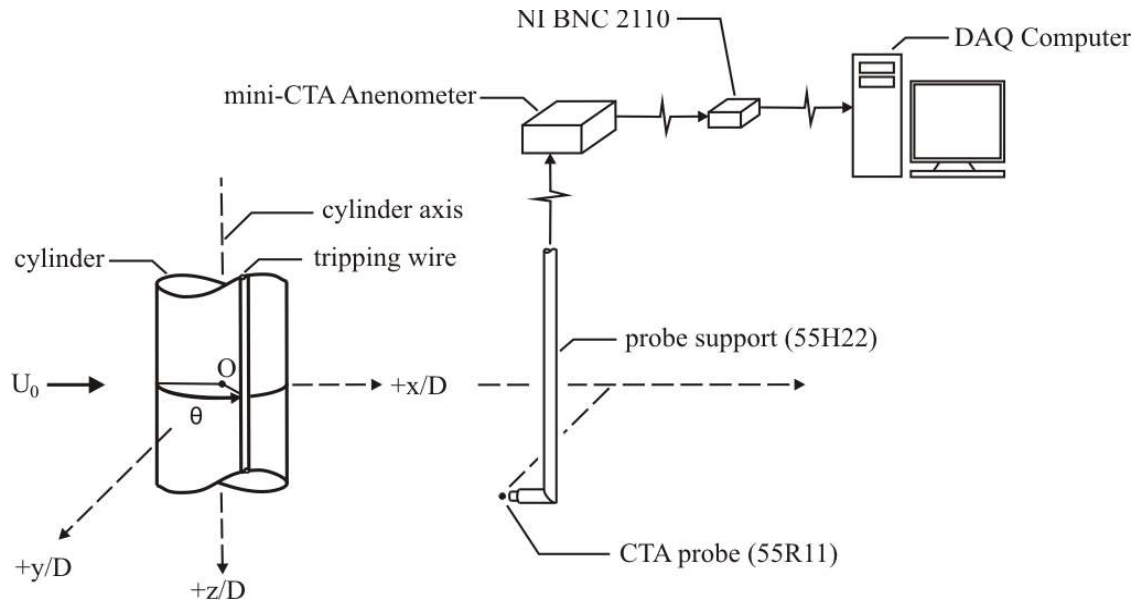 NI BNC 2110
DAQ Computer
mini-CTA Anenometer
cylinder axis
cylinder
tripping wire
probe support (55H22)
O
U₀
+x/D
θ
CTA probe (55R11)
+y/D
+z/D